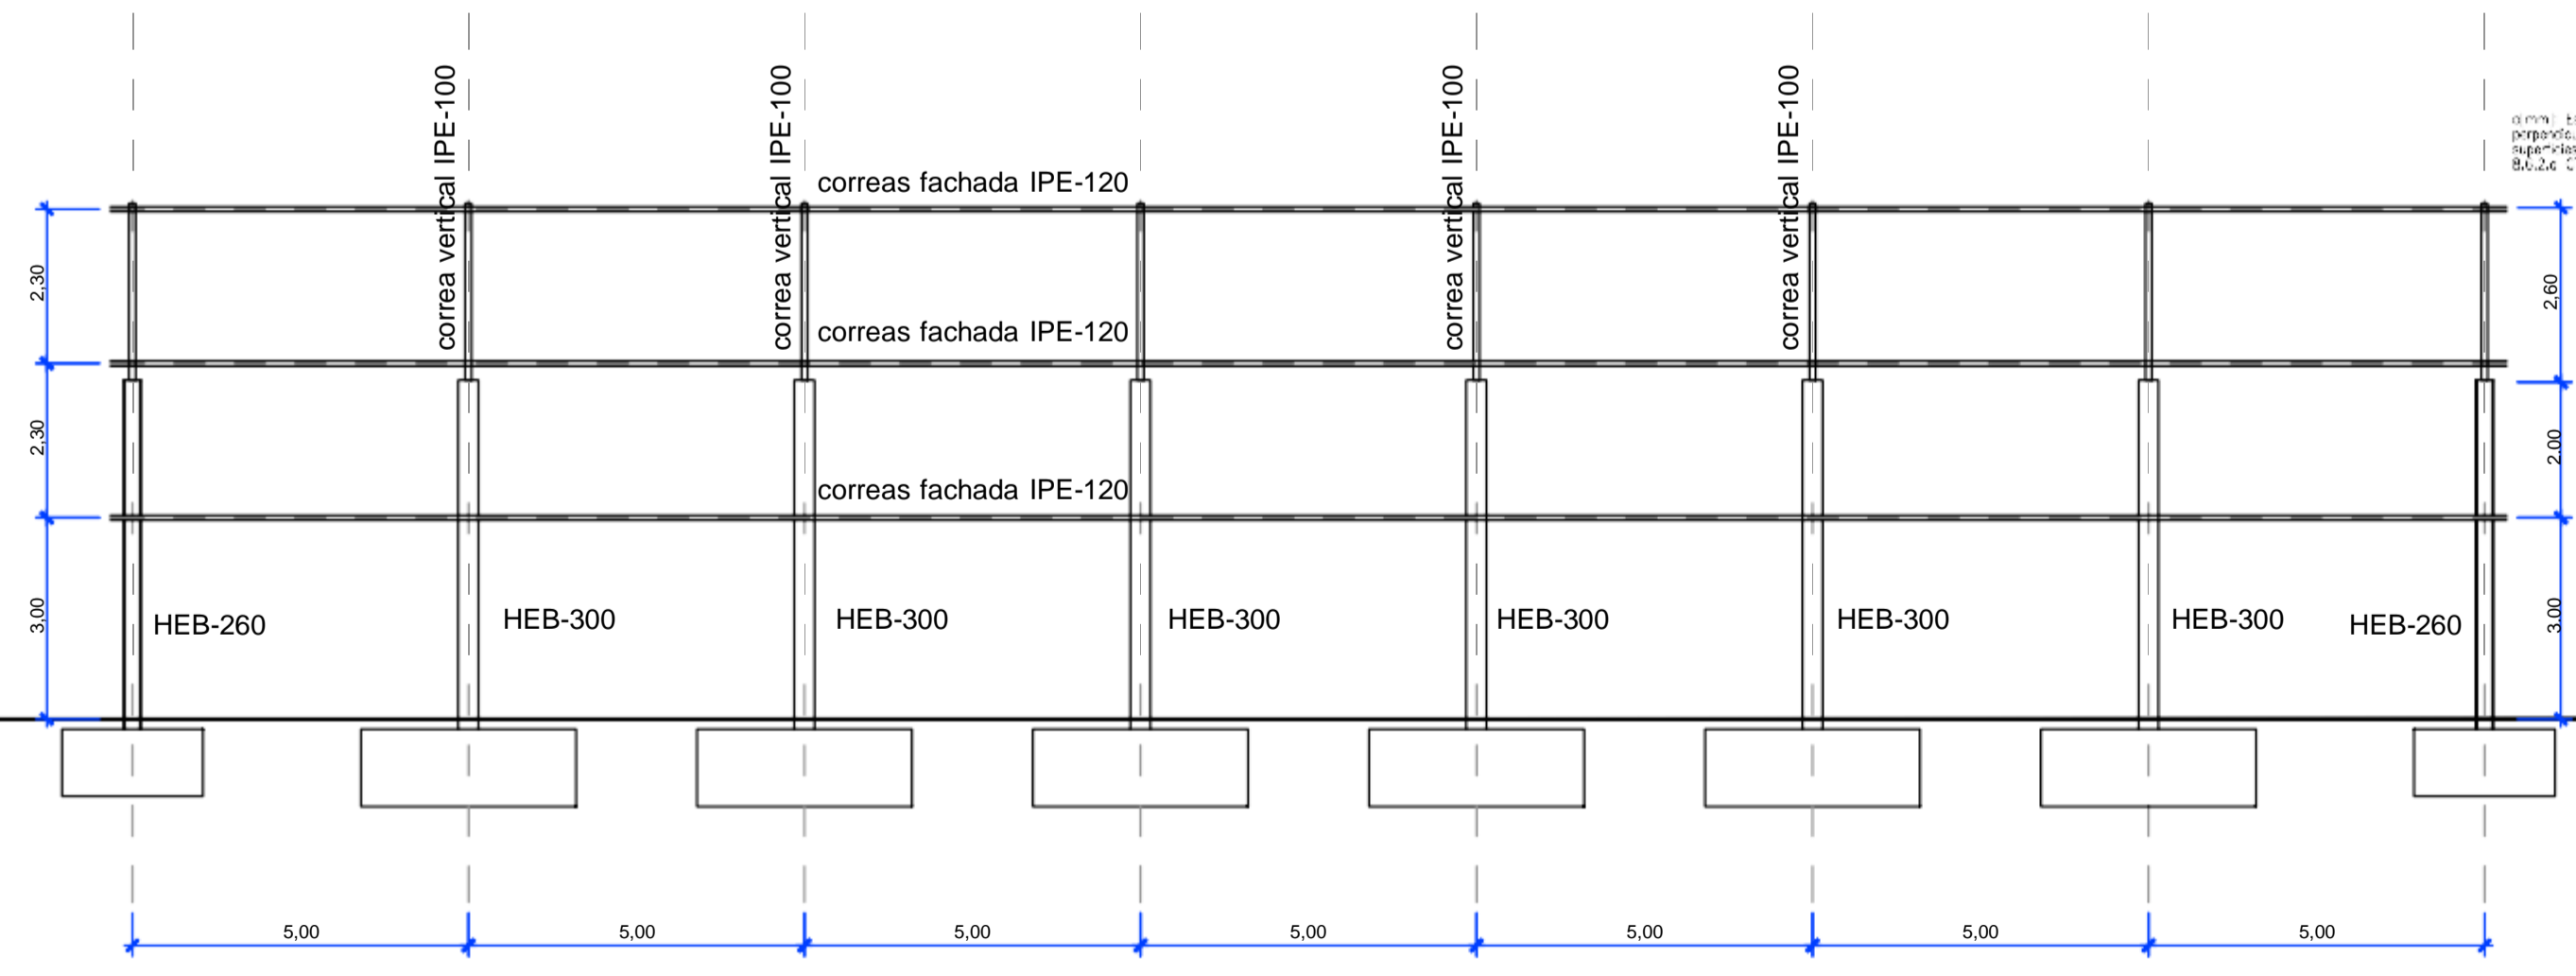 correa vertical IPE-100
correa vertical IPE-100
correa vertical IPE-100
correa vertical IPE-100
correas fachada IPE-120
2,30
2,60
correas fachada IPE-120
2,30
2,00
correas fachada IPE-120
3,00
HEB-260
HEB-300
HEB-300
HEB-300
HEB-300
HEB-300
HEB-300
HEB-260
3,00
5,00
5,00
5,00
5,00
5,00
5,00
5,00